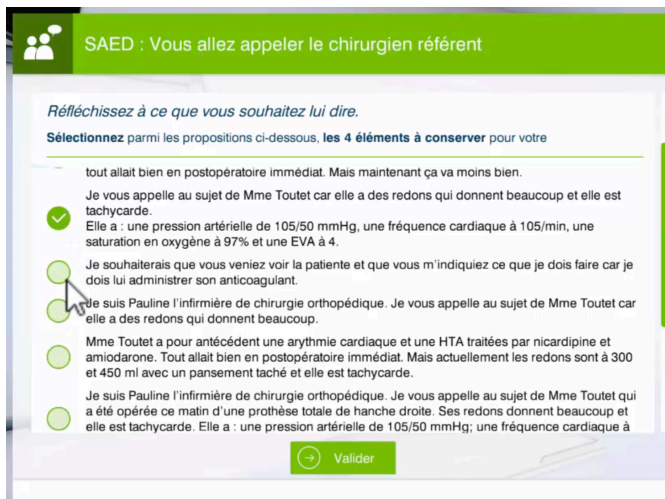 SAED : Vous allez appeler le chirurgien référent
Réfléchissez à ce que vous souhaitez lui dire.
Sélectionnez parmi les propositions ci-dessous, les 4 éléments à conserver pour votre
tout allait bien en postopératoire immédiat. Mais maintenant ça va moins bien.
Je vous appelle au sujet de Mme Toutet car elle a des redons qui donnent beaucoup et elle est
tachycarde.
Elle a : une pression artérielle de 105/50 mmHg, une fréquence cardiaque à 105/min, une
saturation en oxygène à 97% et une EVA à 4.
Je souhaiterais que vous veniez voir la patiente et que vous m'indiquiez ce que je dois faire car je
dois lui administrer son anticoagulant.
Je suis Pauline l'infirmière de chirurgie orthopédique. Je vous appelle au sujet de Mme Toutet car
elle a des redons qui donnent beaucoup.
Mme Toutet a pour antécédent une arythmie cardiaque et une HTA traitées par nicardipine et
amiodarone. Tout allait bien en postopératoire immédiat. Mais actuellement les redons sont à 300
et 450 ml avec un pansement taché et elle est tachycarde.
Je suis Pauline l'infirmière de chirurgie orthopédique. Je vous appelle au sujet de Mme Toutet qui
a été opérée ce matin d'une prothèse totale de hanche droite. Ses redons donnent beaucoup et
elle est tachycarde. Elle a : une pression artérielle de 105/50 mmHg; une fréquence cardiaque à
Valider